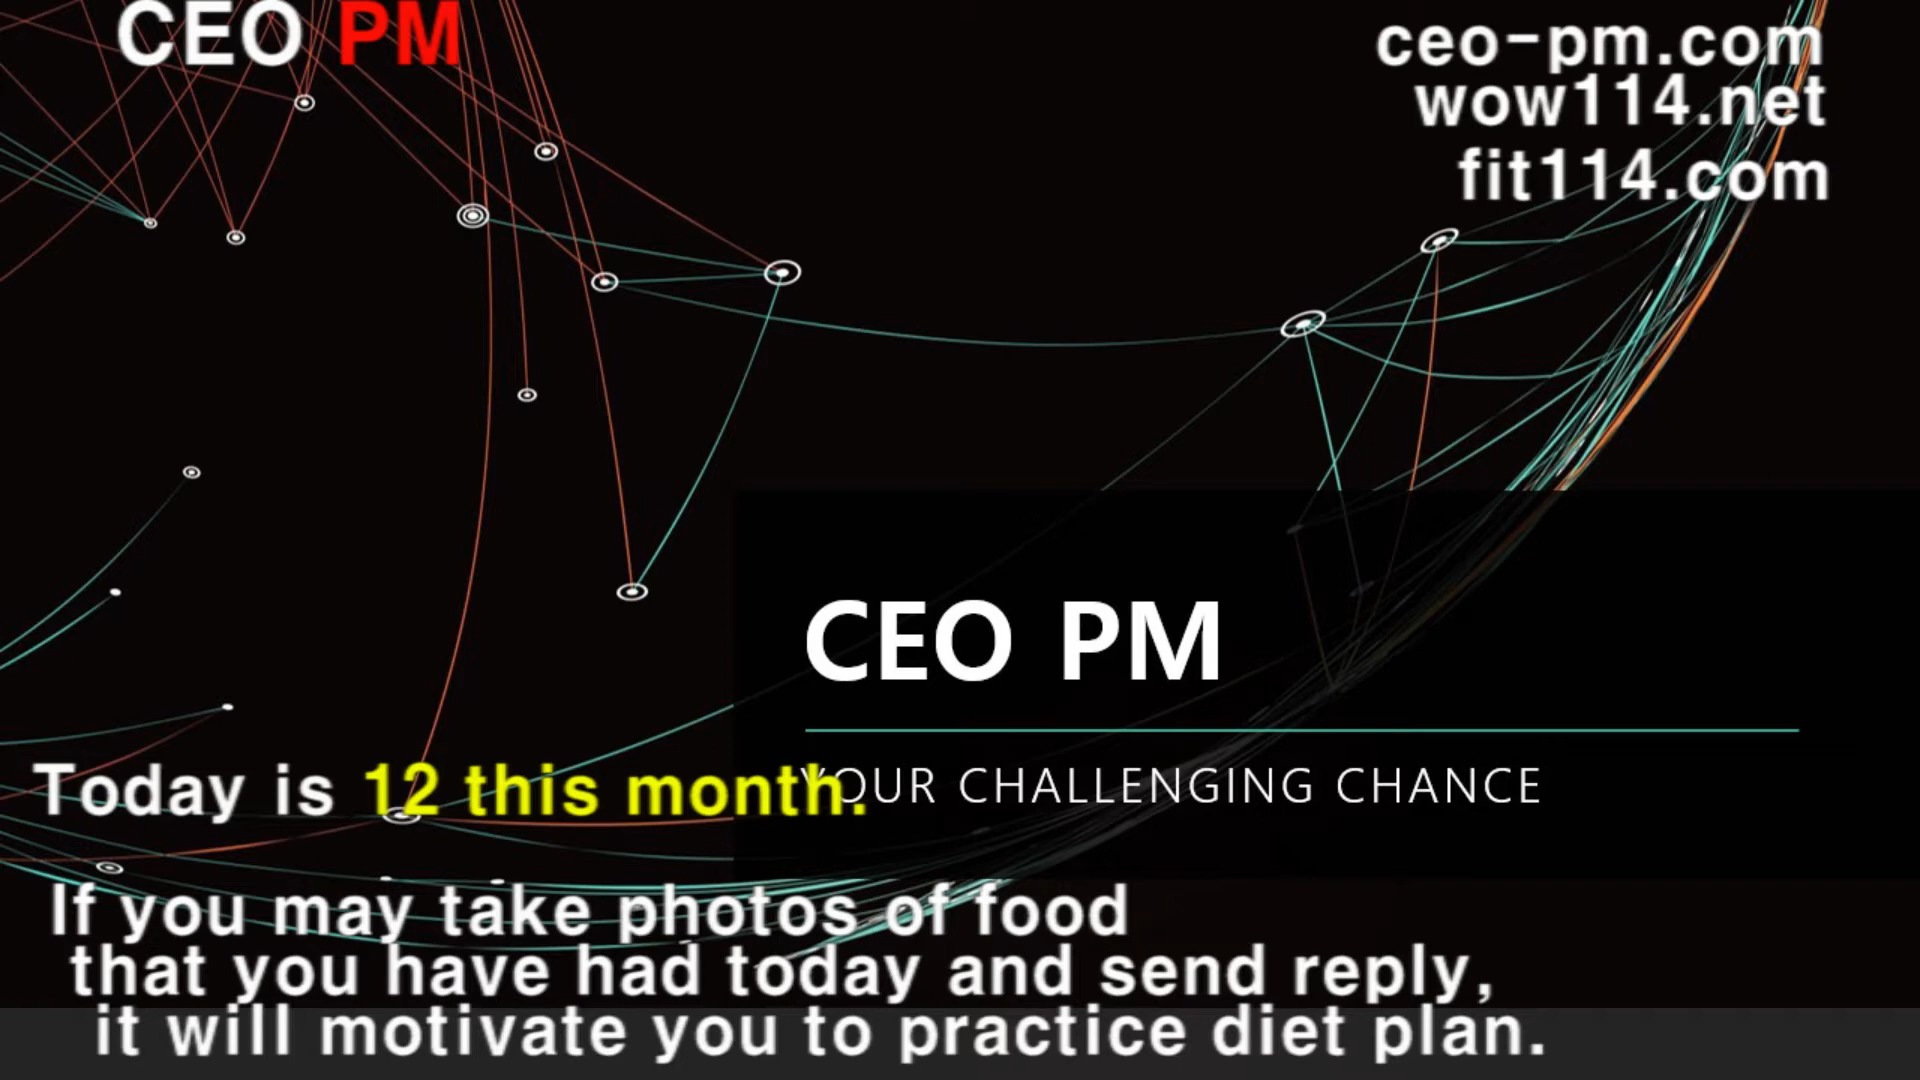 CEO PM
ceo-pm.com
wow114.net
fit114.com
CEO PM
YOUR CHALLENGING CHANCE
Today is 12 this month.
If you may take photos of food
that you have had today and send reply,
it will motivate you to practice diet plan.